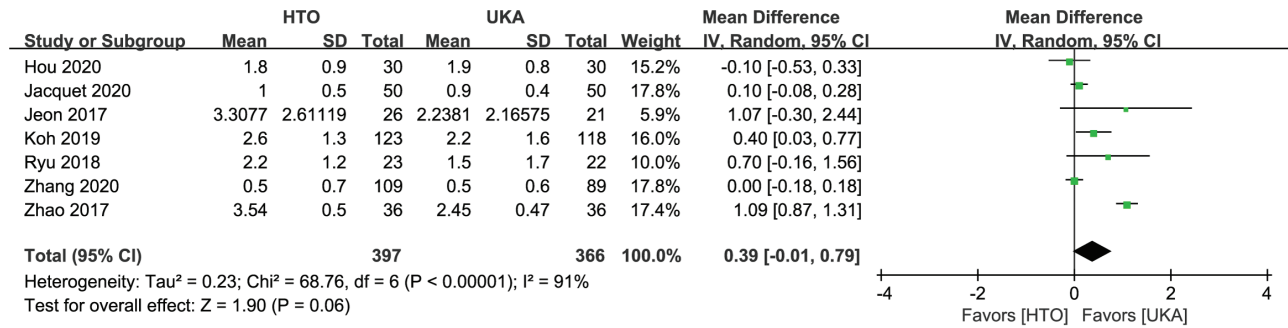 HTO UKA Mean Difference Mean Difference
Study or Subgroup Mean SD Total Mean SD Total Weight IV, Random, 95% CI IV, Random, 95% CI
Hou 2020 1.8 0.9 30 1.9 0.8 30 15.2% -0.10 [-0.53, 0.33]
Jacquet 2020 1 0.5 50 0.9 0.4 50 17.8% 0.10 [-0.08, 0.28]
Jeon 2017 3.3077 2.61119 26 2.2381 2.16575 21 5.9% 1.07 [-0.30, 2.44]
Koh 2019 2.6 1.3 123 2.2 1.6 118 16.0% 0.40 [0.03, 0.77]
Ryu 2018 2.2 1.2 23 1.5 1.7 22 10.0% 0.70 [-0.16, 1.56]
Zhang 2020 0.5 0.7 109 0.5 0.6 89 17.8% 0.00 [-0.18, 0.18]
Zhao 2017 3.54 0.5 36 2.45 0.47 36 17.4% 1.09 [0.87, 1.31]
Total (95% CI) 397 366 100.0% 0.39 [-0.01, 0.79]
Heterogeneity: Tau² = 0.23; Chi² = 68.76, df = 6 (P < 0.00001); I² = 91%
Test for overall effect: Z = 1.90 (P = 0.06)
-4 -2 0 2 4
Favors [HTO] Favors [UKA]